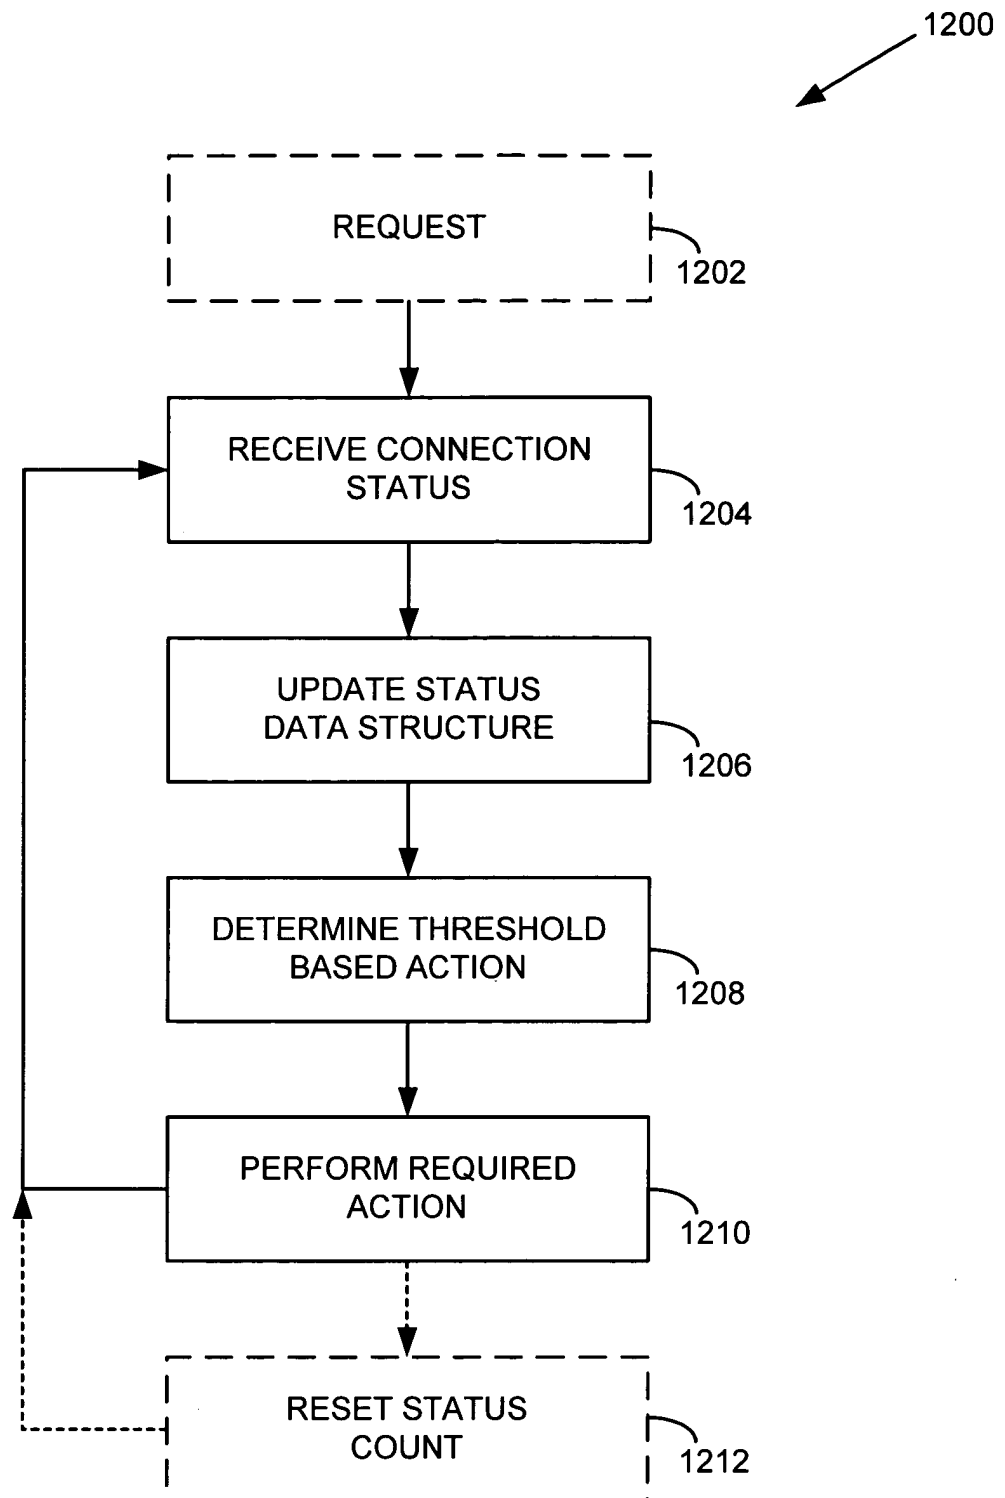 1200
REQUEST
1202
RECEIVE CONNECTION
STATUS
1204
UPDATE STATUS
DATA STRUCTURE
1206
DETERMINE THRESHOLD
BASED ACTION
1208
PERFORM REQUIRED
ACTION
1210
RESET STATUS
COUNT
1212